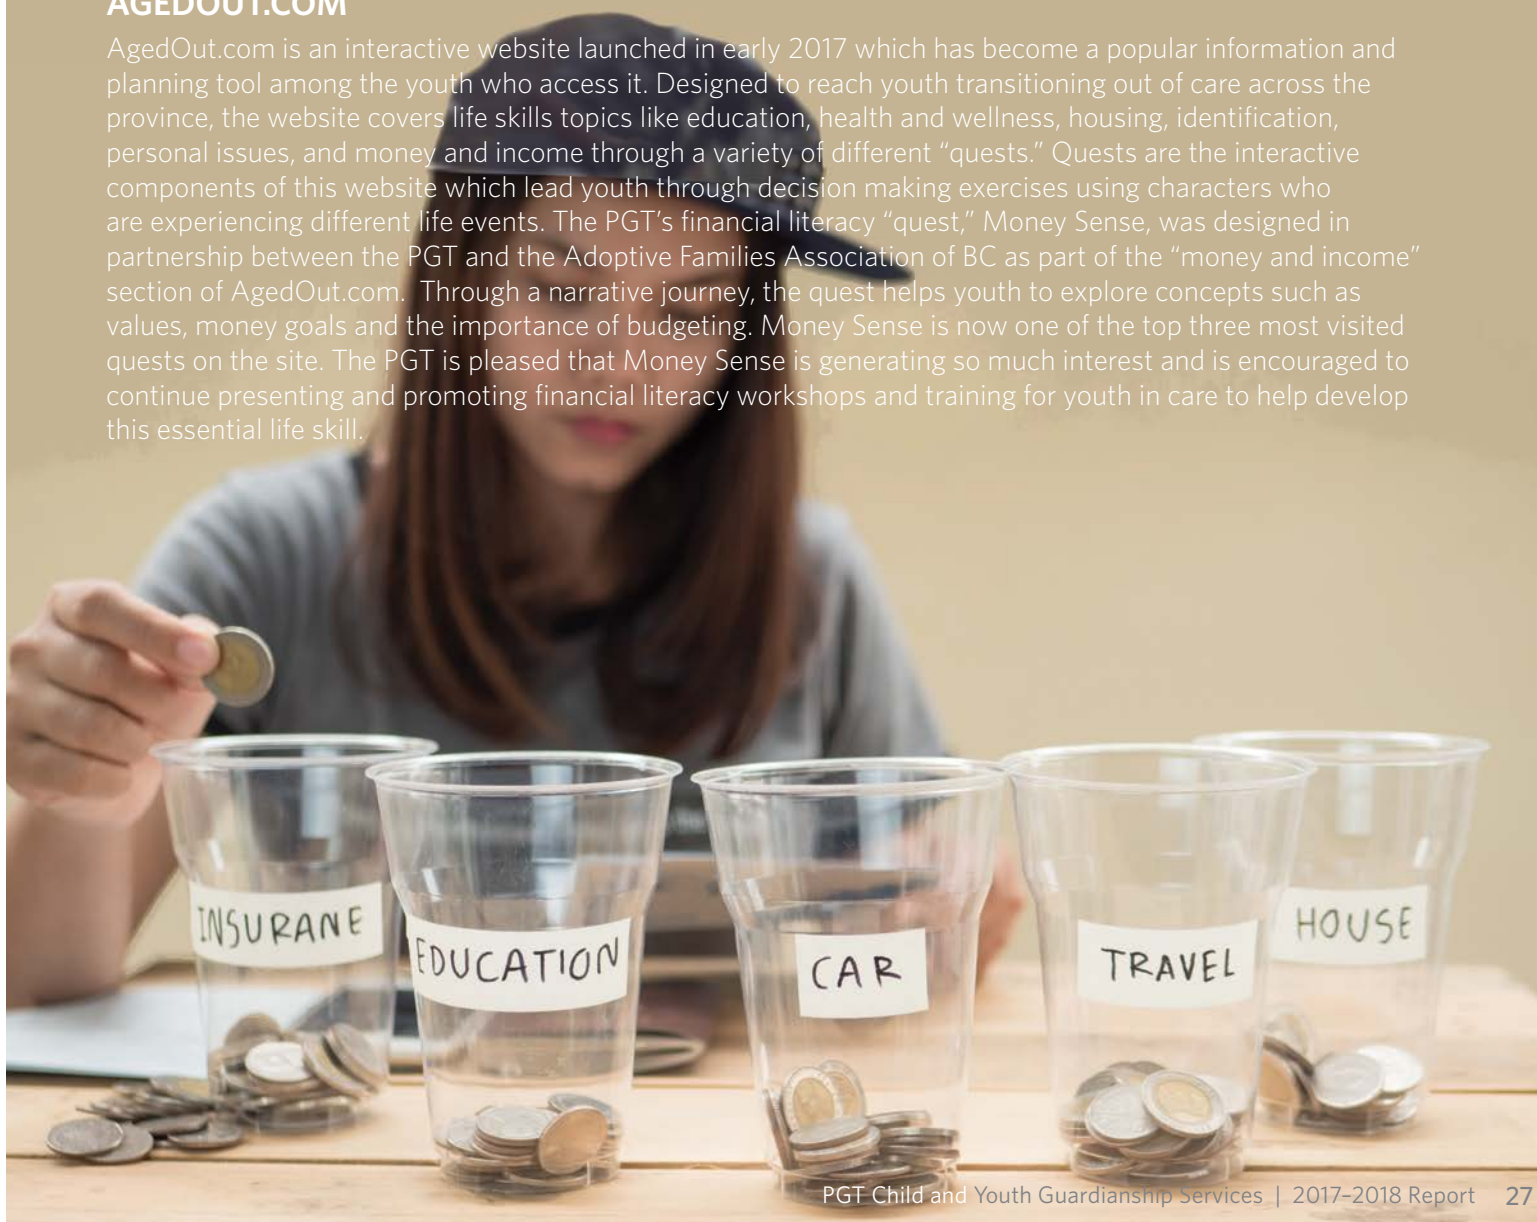 AGEDOUT.COM
AgedOut.com is an interactive website launched in early 2017 which has become a popular information and
planning tool among the youth who access it. Designed to reach youth transitioning out of care across the
province, the website covers life skills topics like education, health and wellness, housing, identification,
personal issues, and money and income through a variety of different “quests.” Quests are the interactive
components of this website which lead youth through decision making exercises using characters who
are experiencing different life events. The PGT’s financial literacy “quest,” Money Sense, was designed in
partnership between the PGT and the Adoptive Families Association of BC as part of the “money and income”
section of AgedOut.com.  Through a narrative journey, the quest helps youth to explore concepts such as
values, money goals and the importance of budgeting. Money Sense is now one of the top three most visited
quests on the site. The PGT is pleased that Money Sense is generating so much interest and is encouraged to
continue presenting and promoting financial literacy workshops and training for youth in care to help develop
this essential life skill.
INSURANE
EDUCATION
CAR
TRAVEL
HOUSE
PGT Child and Youth Guardianship Services | 2017–2018 Report 27